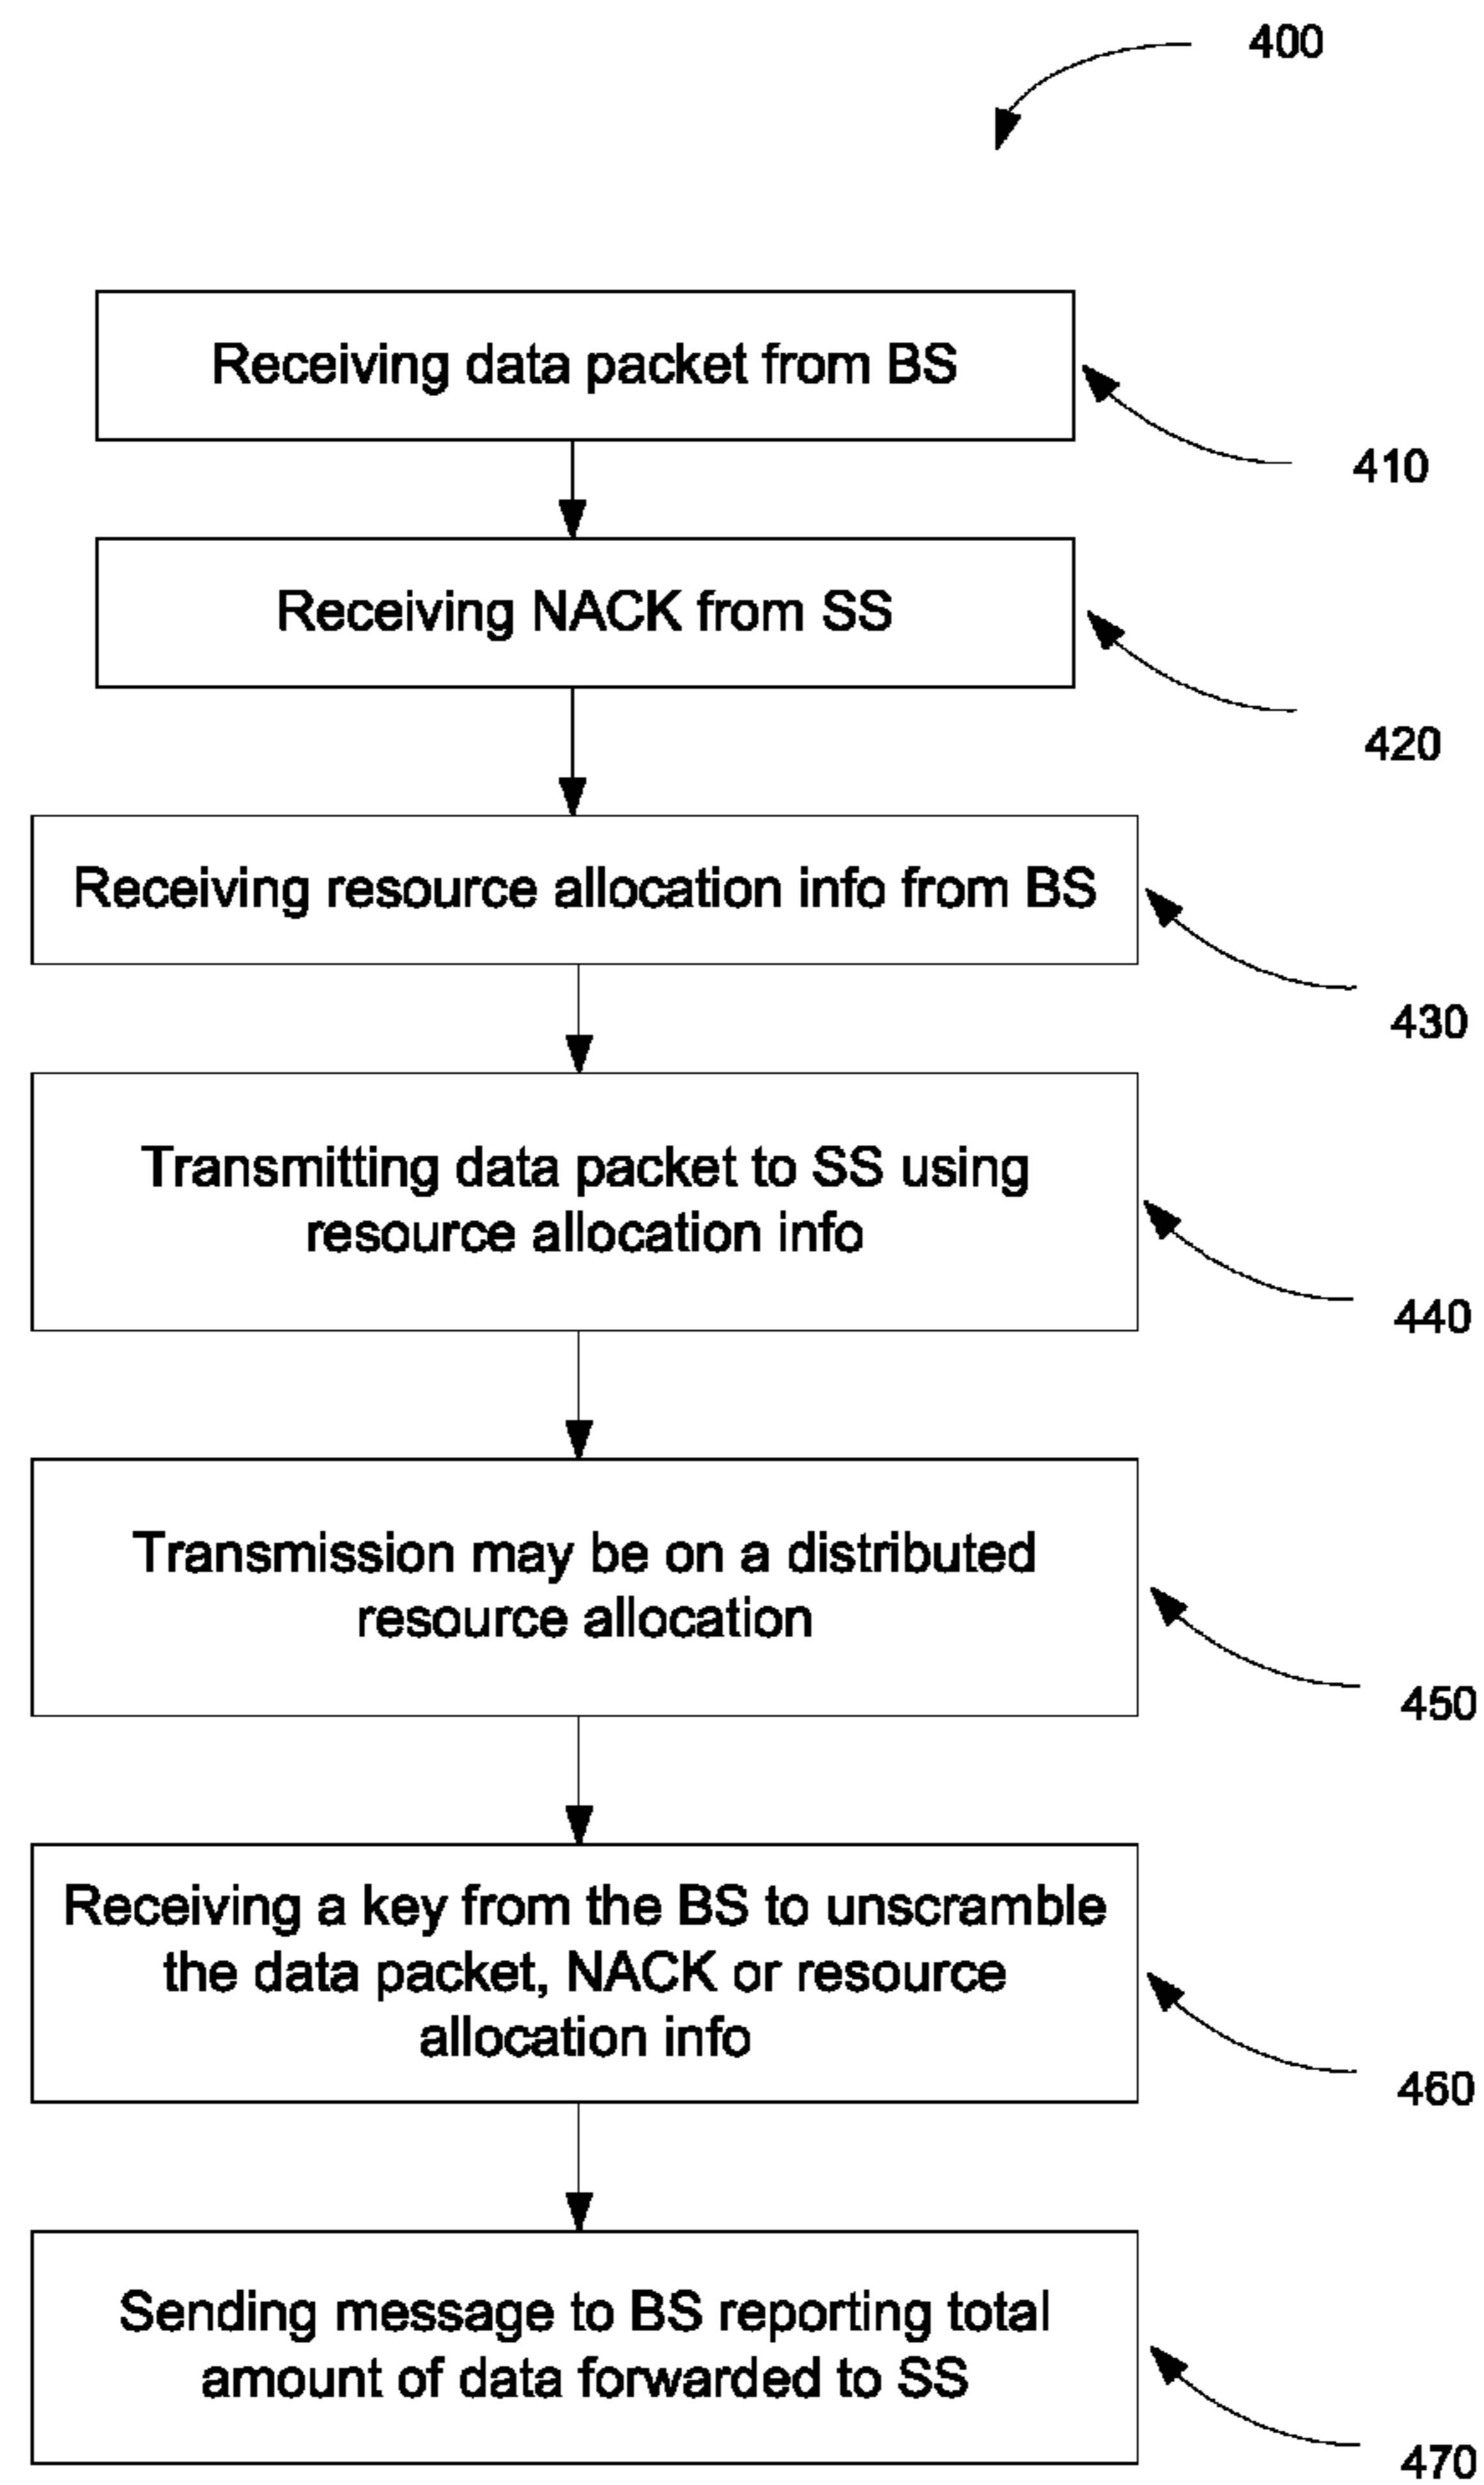 400
Receiving data packet from BS
410
Receiving NACK from SS
420
Receiving resource allocation info from BS
430
Transmitting data packet to SS using
resource allocation info
440
Transmission may be on a distributed
resource allocation
450
Receiving a key from the BS to unscramble
the data packet, NACK or resource
allocation info
460
Sending message to BS reporting total
amount of data forwarded to SS
470